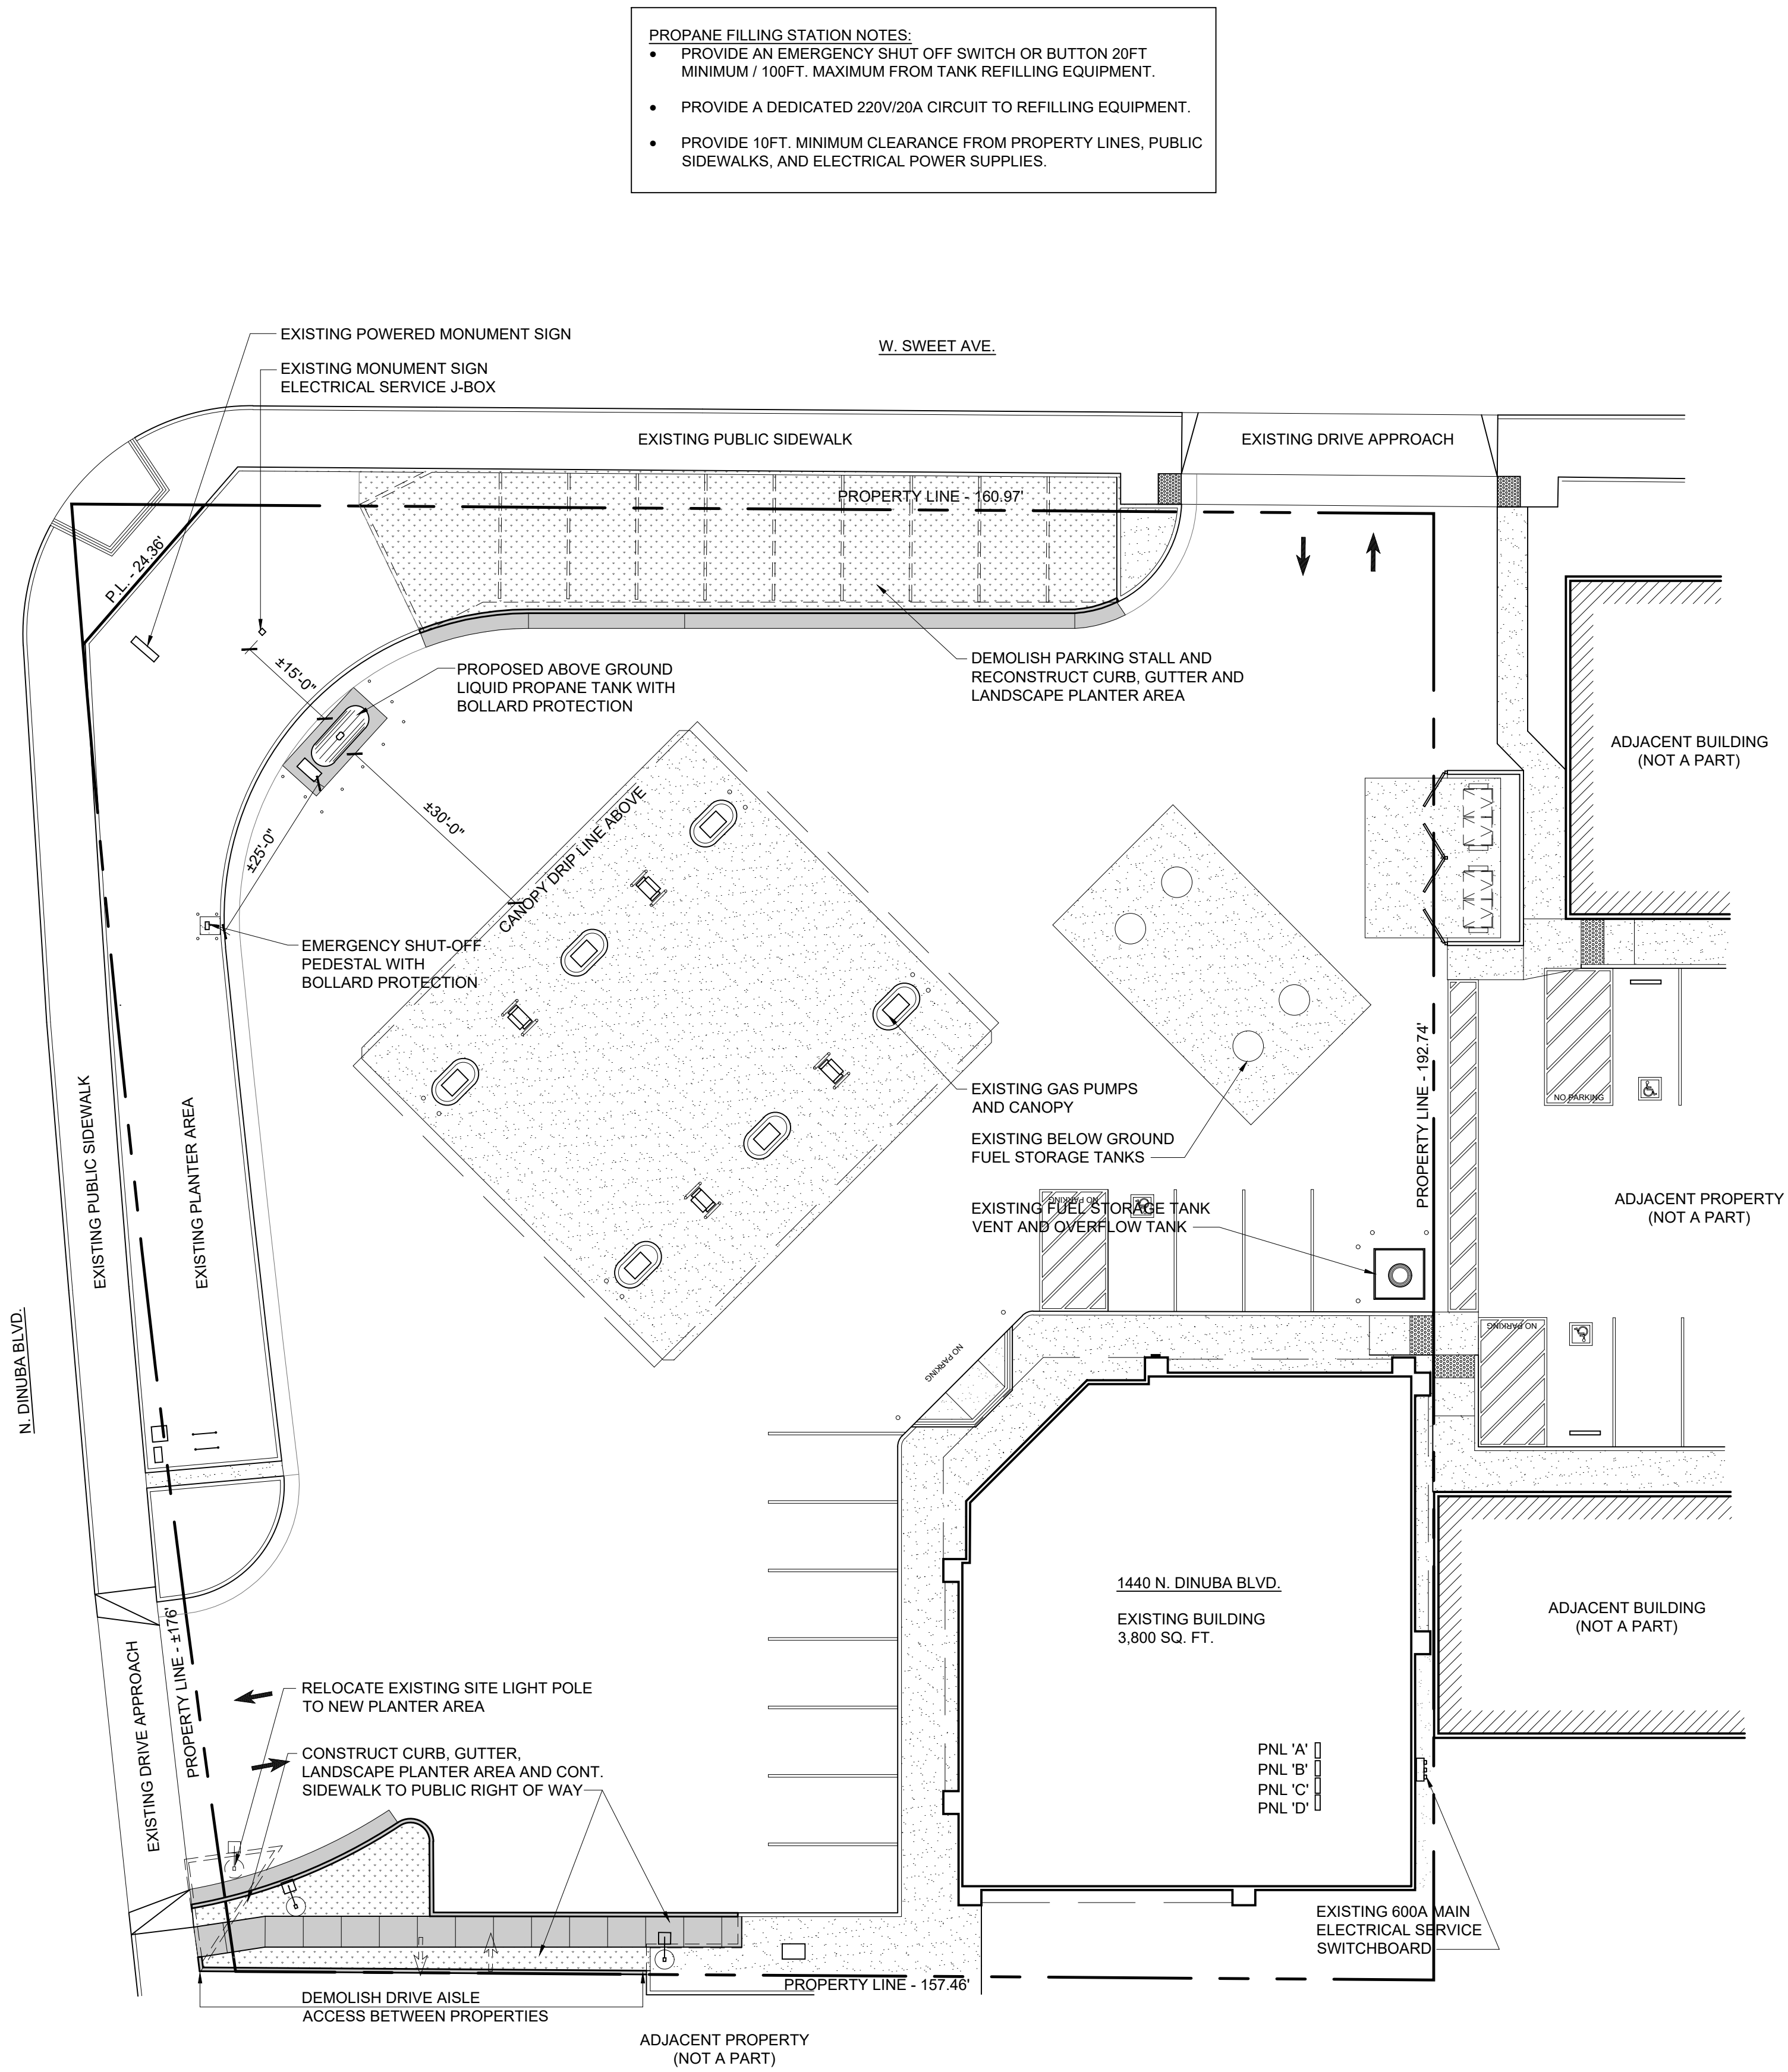 PROPANE FILLING STATION NOTES:
• PROVIDE AN EMERGENCY SHUT OFF SWITCH OR BUTTON 20FT
MINIMUM / 100FT. MAXIMUM FROM TANK REFILLING EQUIPMENT.
• PROVIDE A DEDICATED 220V/20A CIRCUIT TO REFILLING EQUIPMENT.
• PROVIDE 10FT. MINIMUM CLEARANCE FROM PROPERTY LINES, PUBLIC
SIDEWALKS, AND ELECTRICAL POWER SUPPLIES.
EXISTING POWERED MONUMENT SIGN
W. SWEET AVE.
EXISTING MONUMENT SIGN
ELECTRICAL SERVICE J-BOX
EXISTING PUBLIC SIDEWALK
EXISTING DRIVE APPROACH
PROPERTY LINE - 160.97'
P.L. - 24.36'
±15'-0"
PROPOSED ABOVE GROUND
LIQUID PROPANE TANK WITH
BOLLARD PROTECTION
DEMOLISH PARKING STALL AND
RECONSTRUCT CURB, GUTTER AND
LANDSCAPE PLANTER AREA
ADJACENT BUILDING
(NOT A PART)
±30'-0"
±25'-0"
CANOPY DRIP LINE ABOVE
EMERGENCY SHUT-OFF
PEDESTAL WITH
BOLLARD PROTECTION
EXISTING GAS PUMPS
AND CANOPY
EXISTING BELOW GROUND
FUEL STORAGE TANKS
PROPERTY LINE - 192.74'
NO PARKING
EXISTING PUBLIC SIDEWALK
EXISTING PLANTER AREA
NO PARKING
EXISTING FUEL STORAGE TANK
VENT AND OVERFLOW TANK
ADJACENT PROPERTY
(NOT A PART)
N. DINUBA BLVD.
NO PARKING
NO PARKING
1440 N. DINUBA BLVD.
EXISTING BUILDING
3,800 SQ. FT.
ADJACENT BUILDING
(NOT A PART)
PROPERTY LINE - ±176'
EXISTING DRIVE APPROACH
RELOCATE EXISTING SITE LIGHT POLE
TO NEW PLANTER AREA
CONSTRUCT CURB, GUTTER,
LANDSCAPE PLANTER AREA AND CONT.
SIDEWALK TO PUBLIC RIGHT OF WAY
PNL 'A'
PNL 'B'
PNL 'C'
PNL 'D'
EXISTING 600A MAIN
ELECTRICAL SERVICE
SWITCHBOARD
PROPERTY LINE - 157.46'
DEMOLISH DRIVE AISLE
ACCESS BETWEEN PROPERTIES
ADJACENT PROPERTY
(NOT A PART)